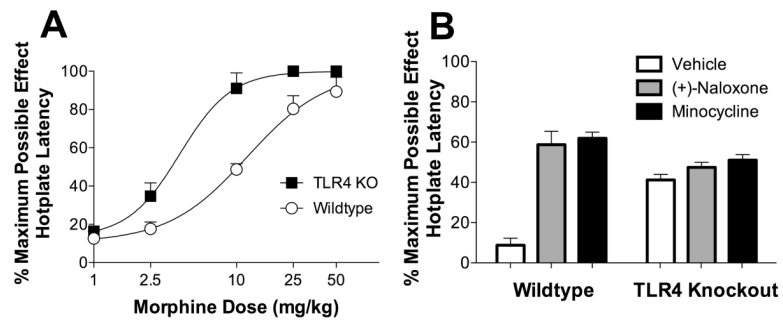 A
% Maximum Possible Effect
Hotplate Latency
100
80
60
40
20
0
1
2.5
10
25
50
Morphine Dose (mg/kg)
TLR4 KO
Wildtype
B
% Maximum Possible Effect
Hotplate Latency
100
80
60
40
20
0
Vehicle
(+)-Naloxone
Minocycline
Wildtype
TLR4 Knockout